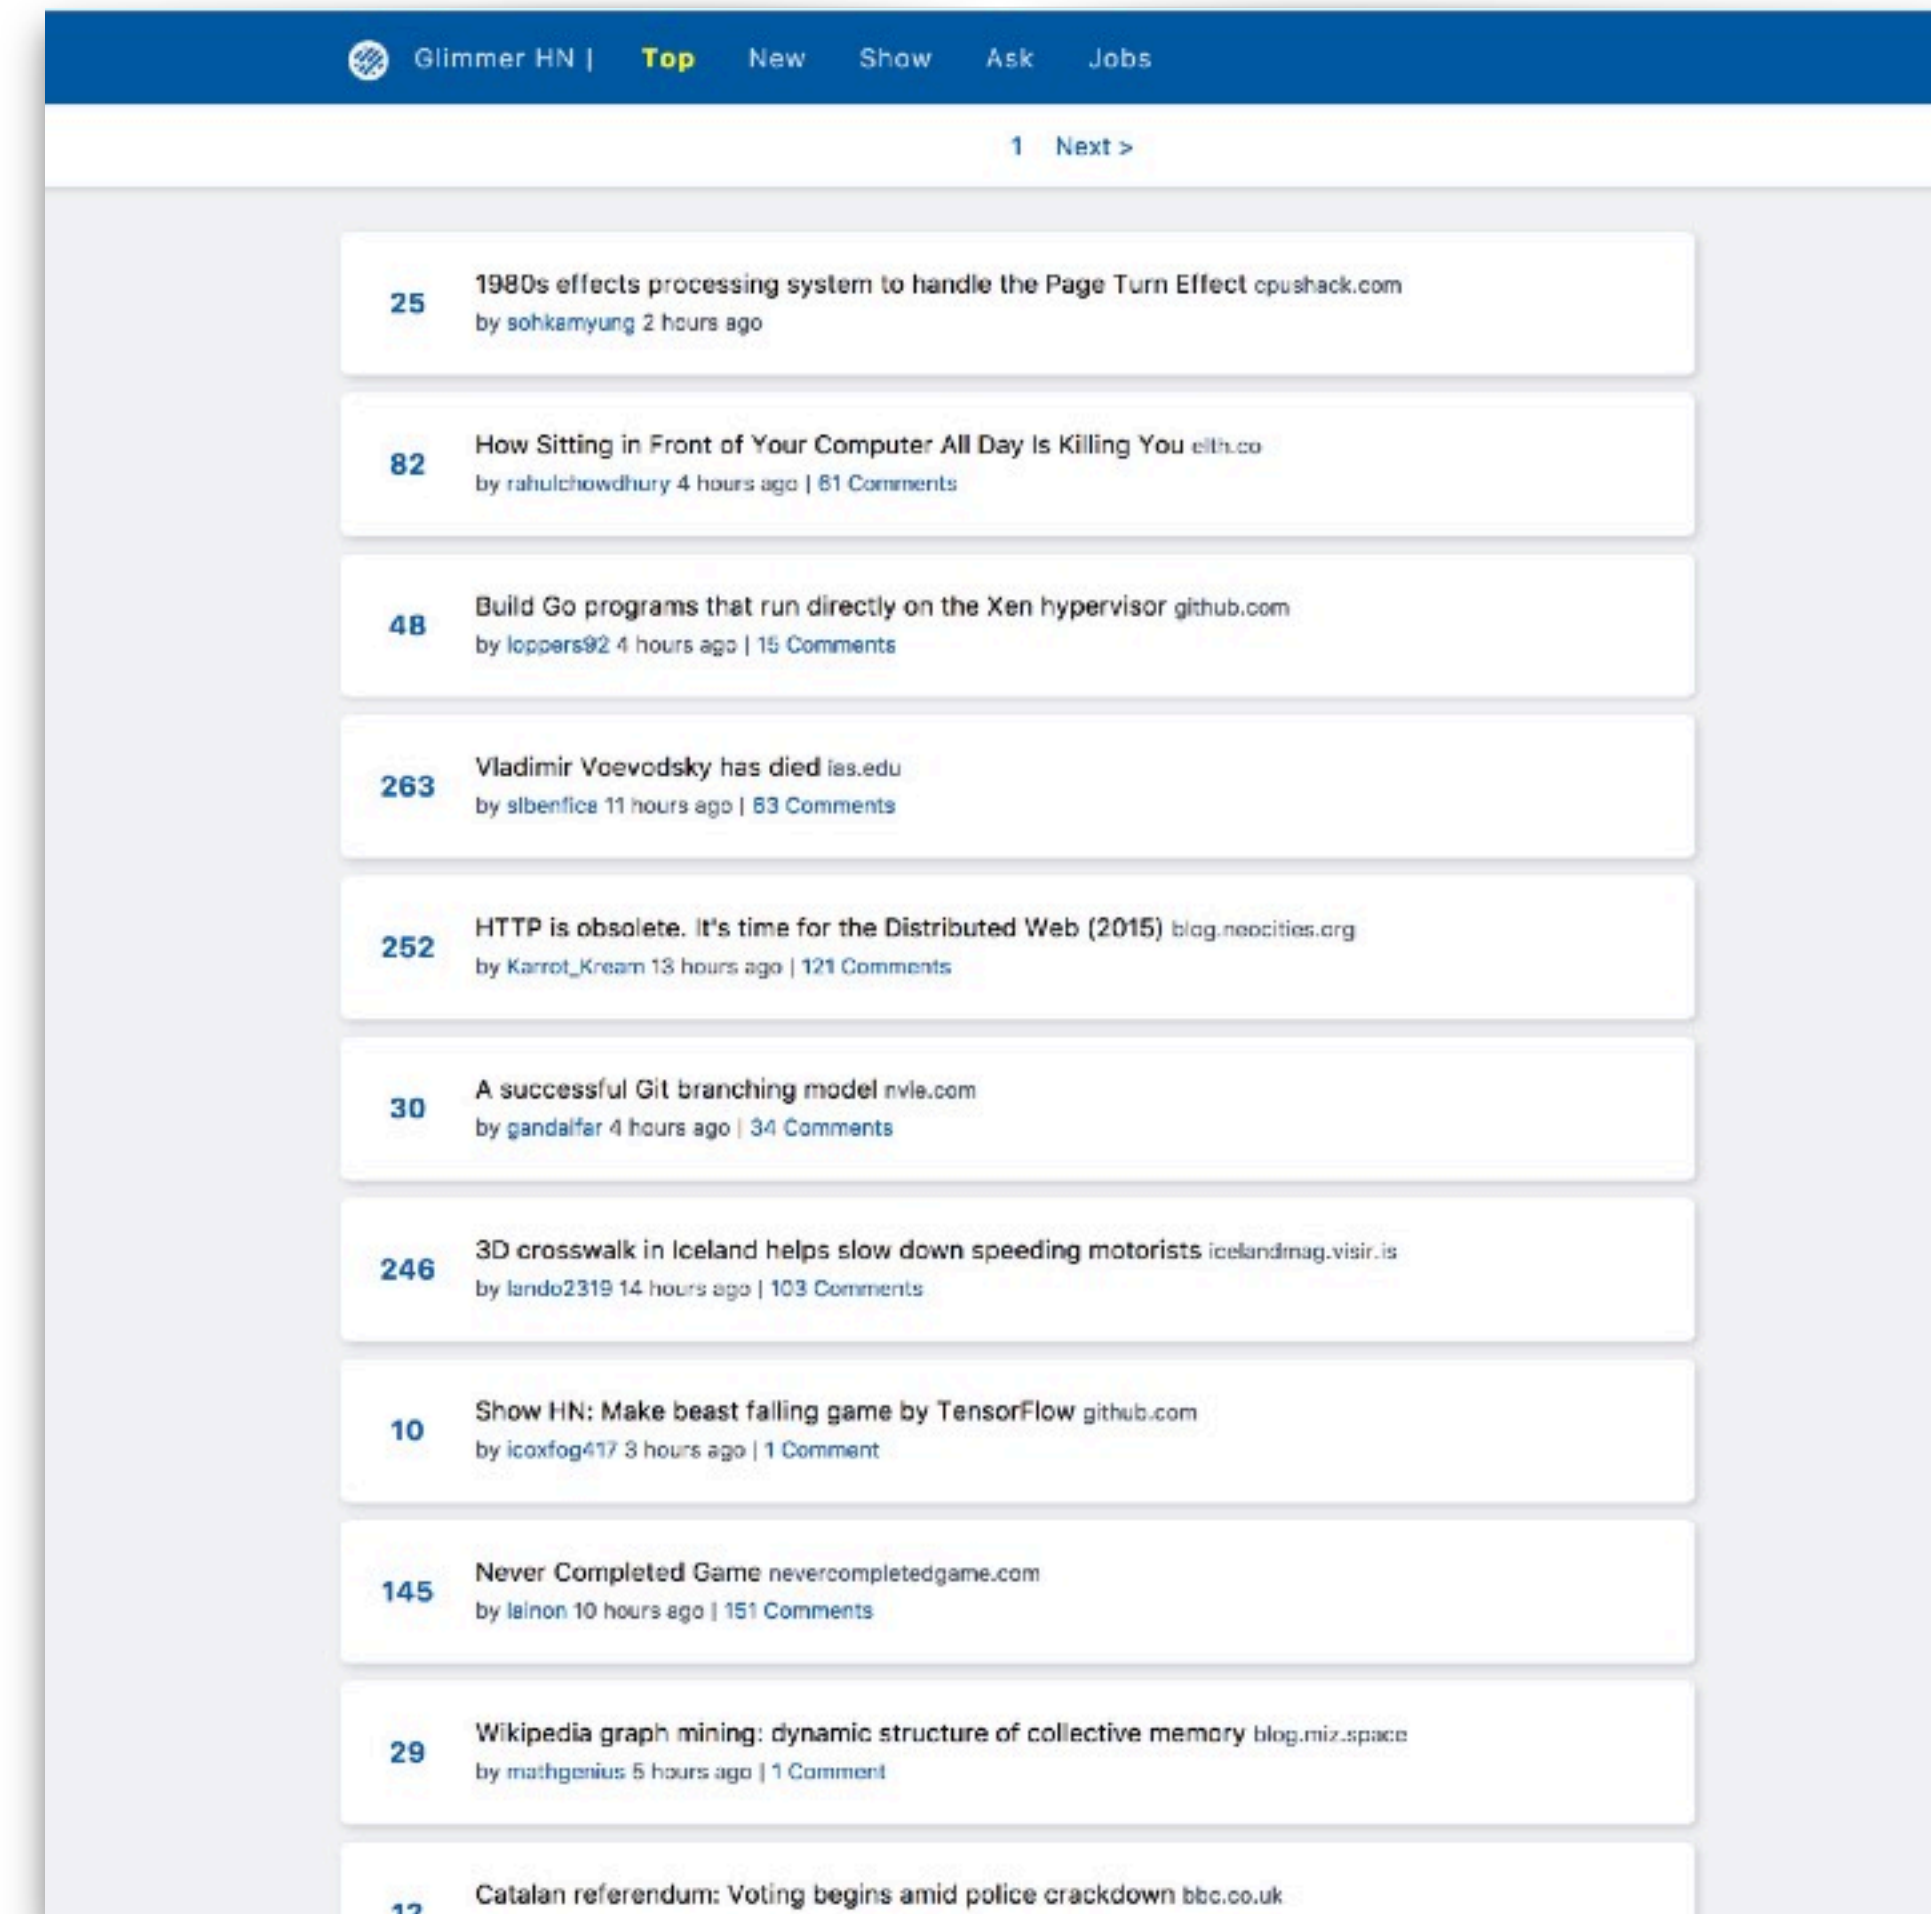 Glimmer HN | Top New Show Ask Jobs
1 Next >
25
1980s effects processing system to handle the Page Turn Effect cpushack.com
by sohkamyung 2 hours ago
82
How Sitting in Front of Your Computer All Day Is Killing You elth.co
by rahulchowdhury 4 hours ago | 61 Comments
48
Build Go programs that run directly on the Xen hypervisor github.com
by loppers92 4 hours ago | 15 Comments
263
Vladimir Voevodsky has died ias.edu
by slbenfica 11 hours ago | 63 Comments
252
HTTP is obsolete. It's time for the Distributed Web (2015) blog.neocities.org
by Karrot_Kream 13 hours ago | 121 Comments
30
A successful Git branching model nvie.com
by gandalfar 4 hours ago | 34 Comments
246
3D crosswalk in Iceland helps slow down speeding motorists icelandmag.visir.is
by lando2319 14 hours ago | 103 Comments
10
Show HN: Make beast falling game by TensorFlow github.com
by icoxfog417 3 hours ago | 1 Comment
145
Never Completed Game nevercompletedgame.com
by lainon 10 hours ago | 151 Comments
29
Wikipedia graph mining: dynamic structure of collective memory blog.miz.space
by mathgenius 5 hours ago | 1 Comment
Catalan referendum: Voting begins amid police crackdown bbc.co.uk